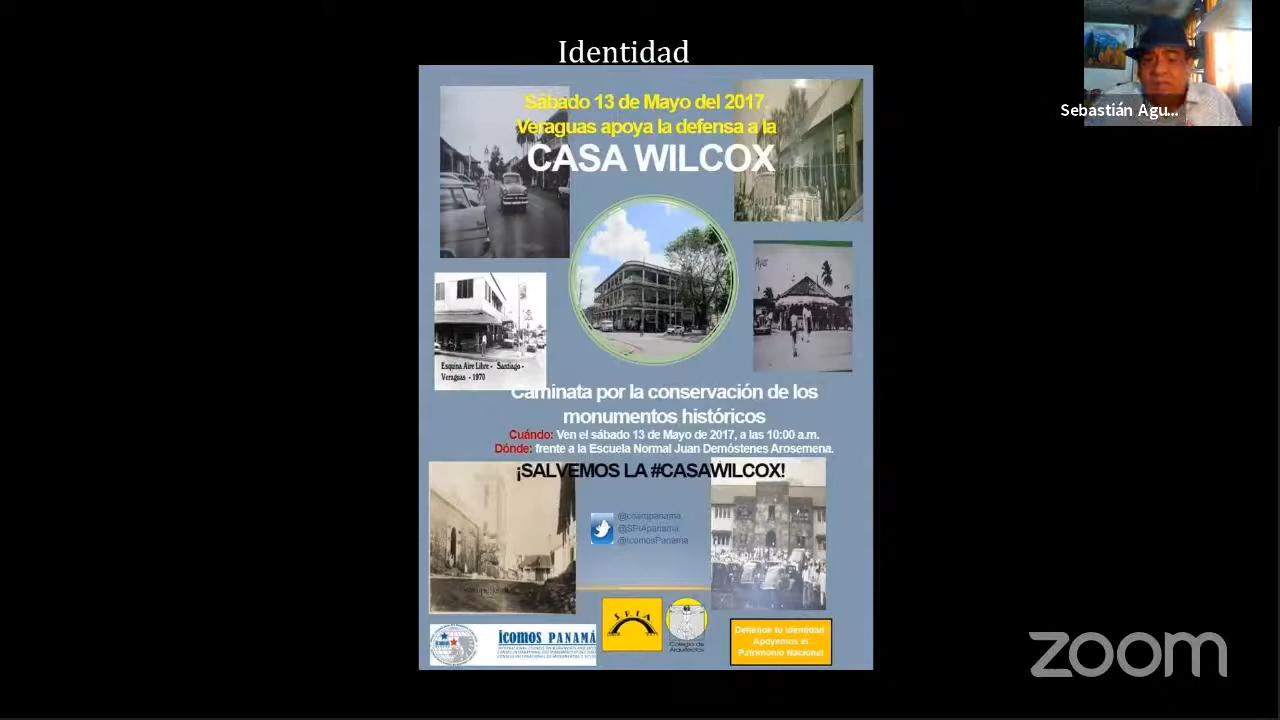 Identidad
Sebastián Agu...
Sábado 13 de Mayo del 2017.
Veraguas apoya la defensa a la
CASA WILCOX
Ayer
Esquina Aire Libre - Santiago -
Veraguas - 1970
Caminata por la conservación de los
monumentos históricos
Cuándo: Ven el sábado 13 de Mayo de 2017, a las 10:00 a.m.
Dónde: frente a la Escuela Normal Juan Demóstenes Arosemena.
¡SALVEMOS LA #CASAWILCOX!
@coarqpanama
@SPIApanama
@IcomosPanama
SPIA
icomos PANAMÁ
Colegio de
Arquitectos
Defiende tu Identidad
Apoyemos el
Patrimonio Nacional
zoom